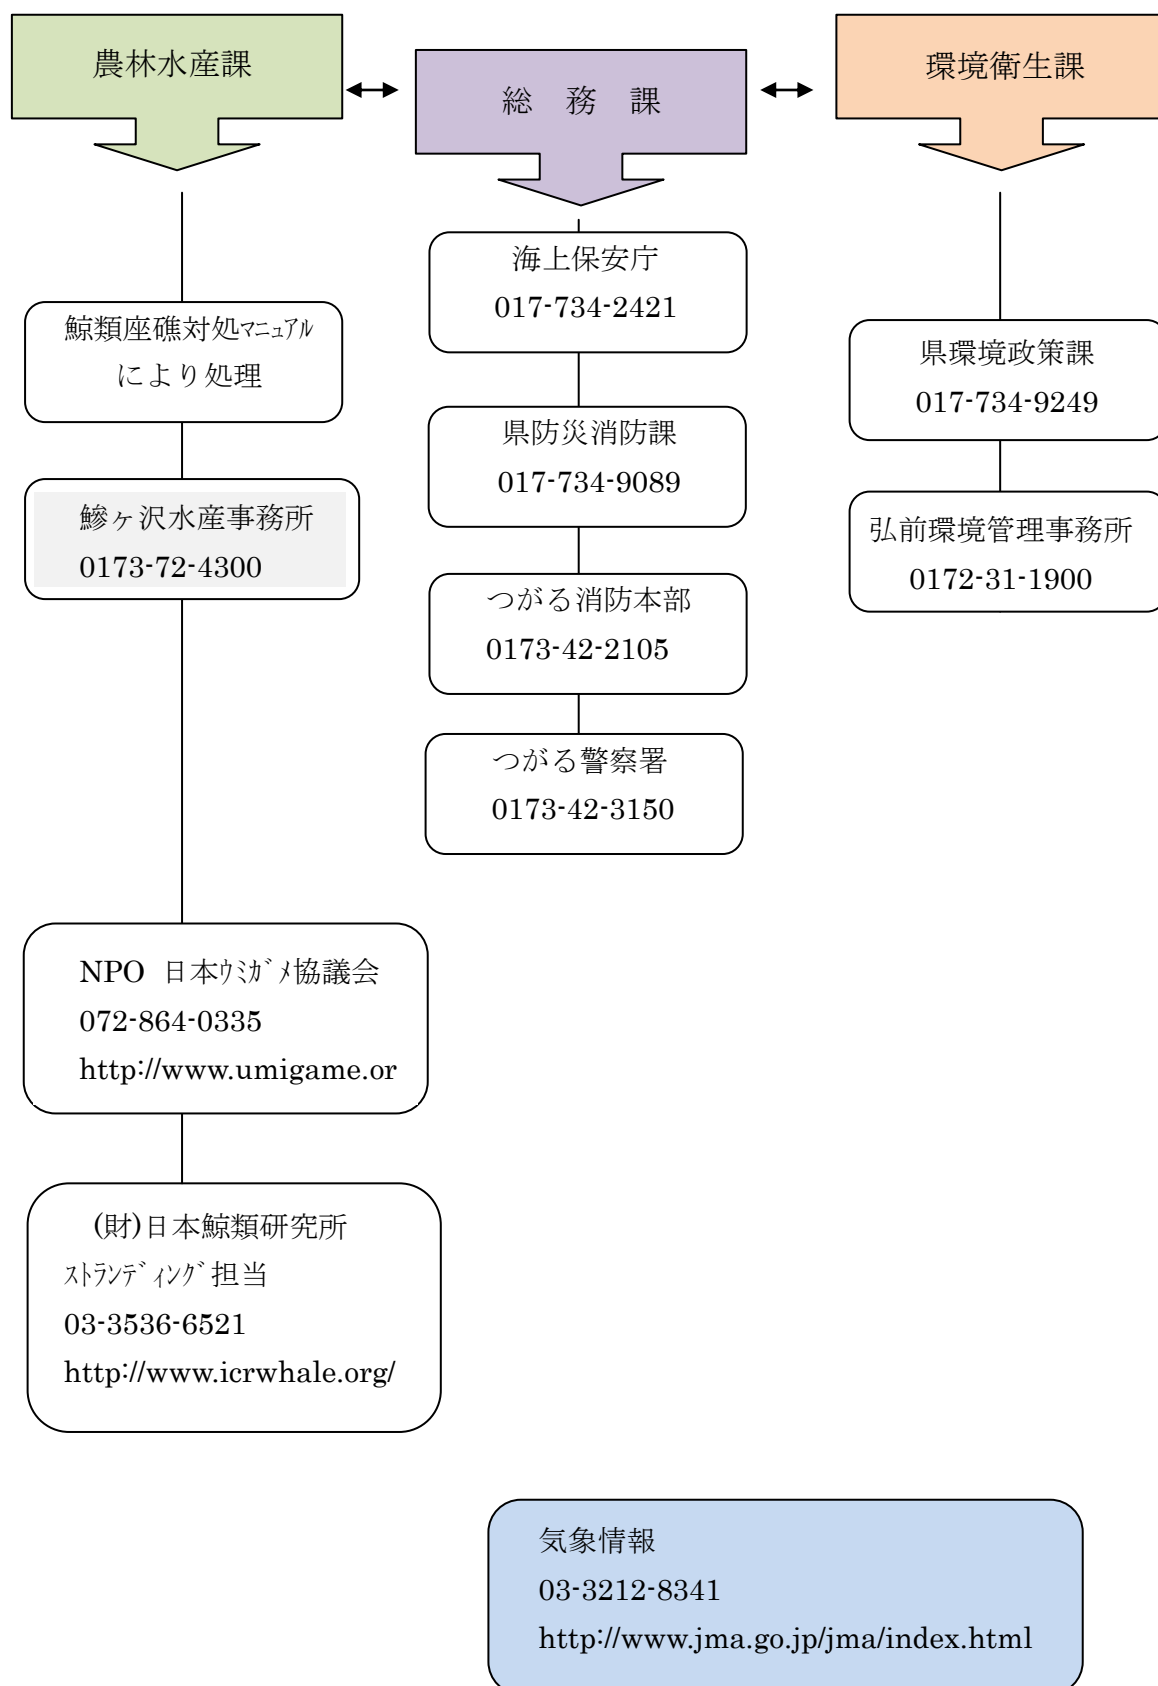 農林水産課
総　務　課
環境衛生課
鯨類座礁対処ﾏﾆｭｱﾙ
により処理
鰺ヶ沢水産事務所
0173-72-4300
NPO 日本ｳﾐｶﾞﾒ協議会
072-864-0335
http://www.umigame.or
(財)日本鯨類研究所
ｽﾄﾗﾝﾃﾞｨﾝｸﾞ担当
03-3536-6521
http://www.icrwhale.org/
海上保安庁
017-734-2421
県防災消防課
017-734-9089
つがる消防本部
0173-42-2105
つがる警察署
0173-42-3150
県環境政策課
017-734-9249
弘前環境管理事務所
0172-31-1900
気象情報
03-3212-8341
http://www.jma.go.jp/jma/index.html